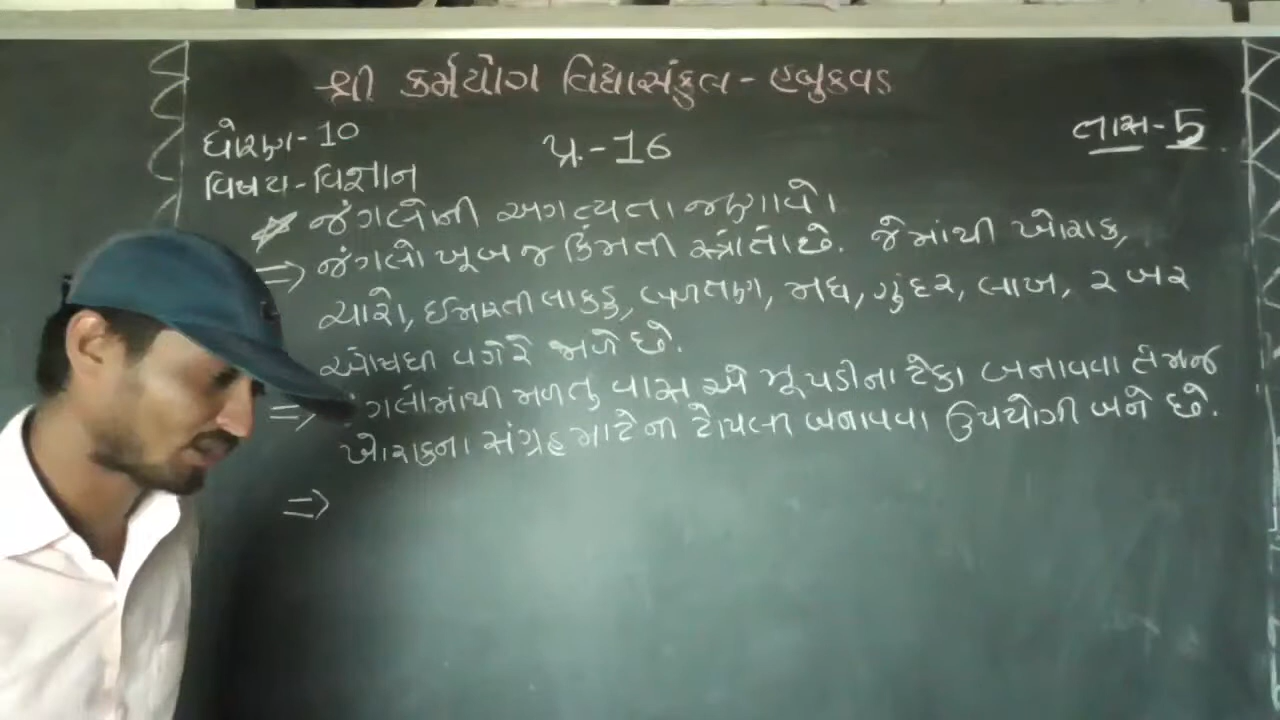 શ્રી કર્મયોગ વિદ્યાસંકુલ - હબુકવડ
ધોરણ - 10
પ્ર. - 16
તાસ - 5
વિષય - વિજ્ઞાન
જંગલોની અગત્યતા જણાવો।
⇒ જંગલો ખૂબ જ કિંમતી સ્ત્રોત છે. જેમાંથી ખોરાક,
ચારો, ઈમારતી લાકડું, બળતણ, મધ, ગુંદર, લાખ, રબર
ઔષધી વગેરે મળે છે.
⇒ જંગલોમાંથી મળતુ વાસ એ ઝૂંપડીના ટેકા બનાવવા તેમજ
ખોરાકના સંગ્રહ માટેની ટોપલી બનાવવા ઉપયોગી બને છે.
⇒